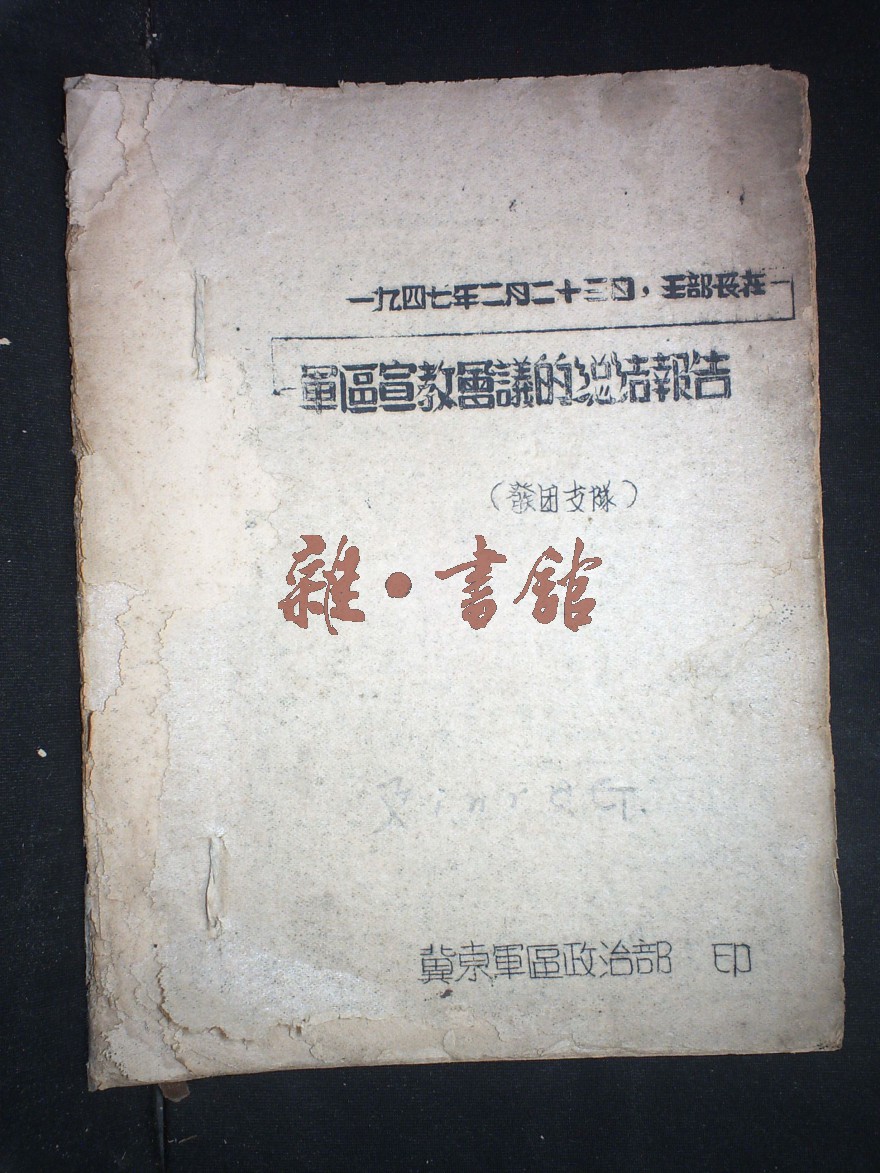 一九四七年二月二十三日，王部長在
軍區宣教會議的總结報告
（發团支隊）
雜·書館
冀東軍區政治部 印